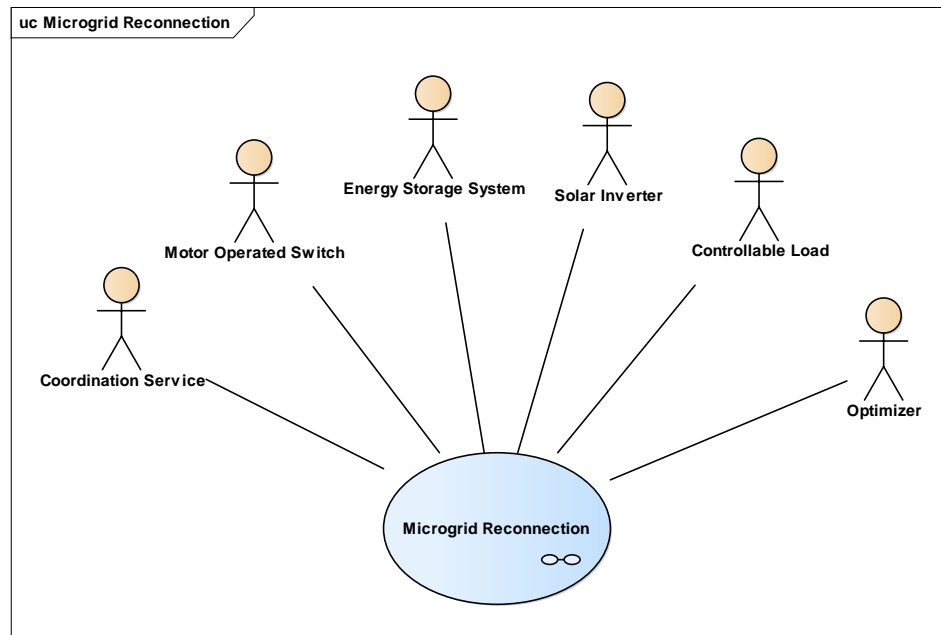 uc Microgrid Reconnection
Energy Storage System
Solar Inverter
Motor Operated Switch
Controllable Load
Coordination Service
Optimizer
Microgrid Reconnection